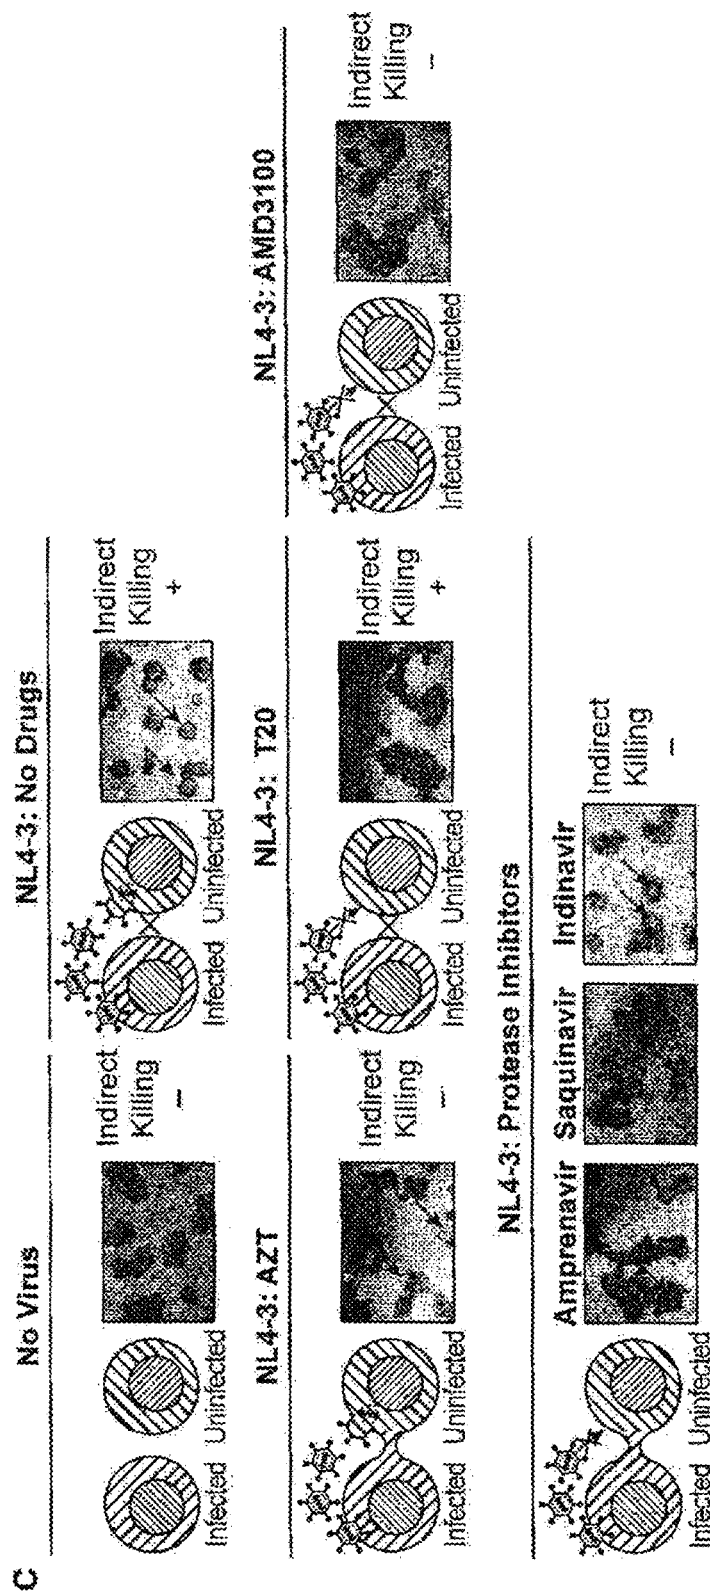 C
No Virus
Infected Uninfected
Indirect
Killing
–
NL4-3: No Drugs
Infected Uninfected
Indirect
Killing
+
NL4-3: AZT
Infected Uninfected
Indirect
Killing
–
NL4-3: T20
Infected Uninfected
Indirect
Killing
+
NL4-3: AMD3100
Infected Uninfected
Indirect
Killing
–
NL4-3: Protease Inhibitors
Infected Uninfected
Amprenavir
Saquinavir
Indinavir
Indirect
Killing
–